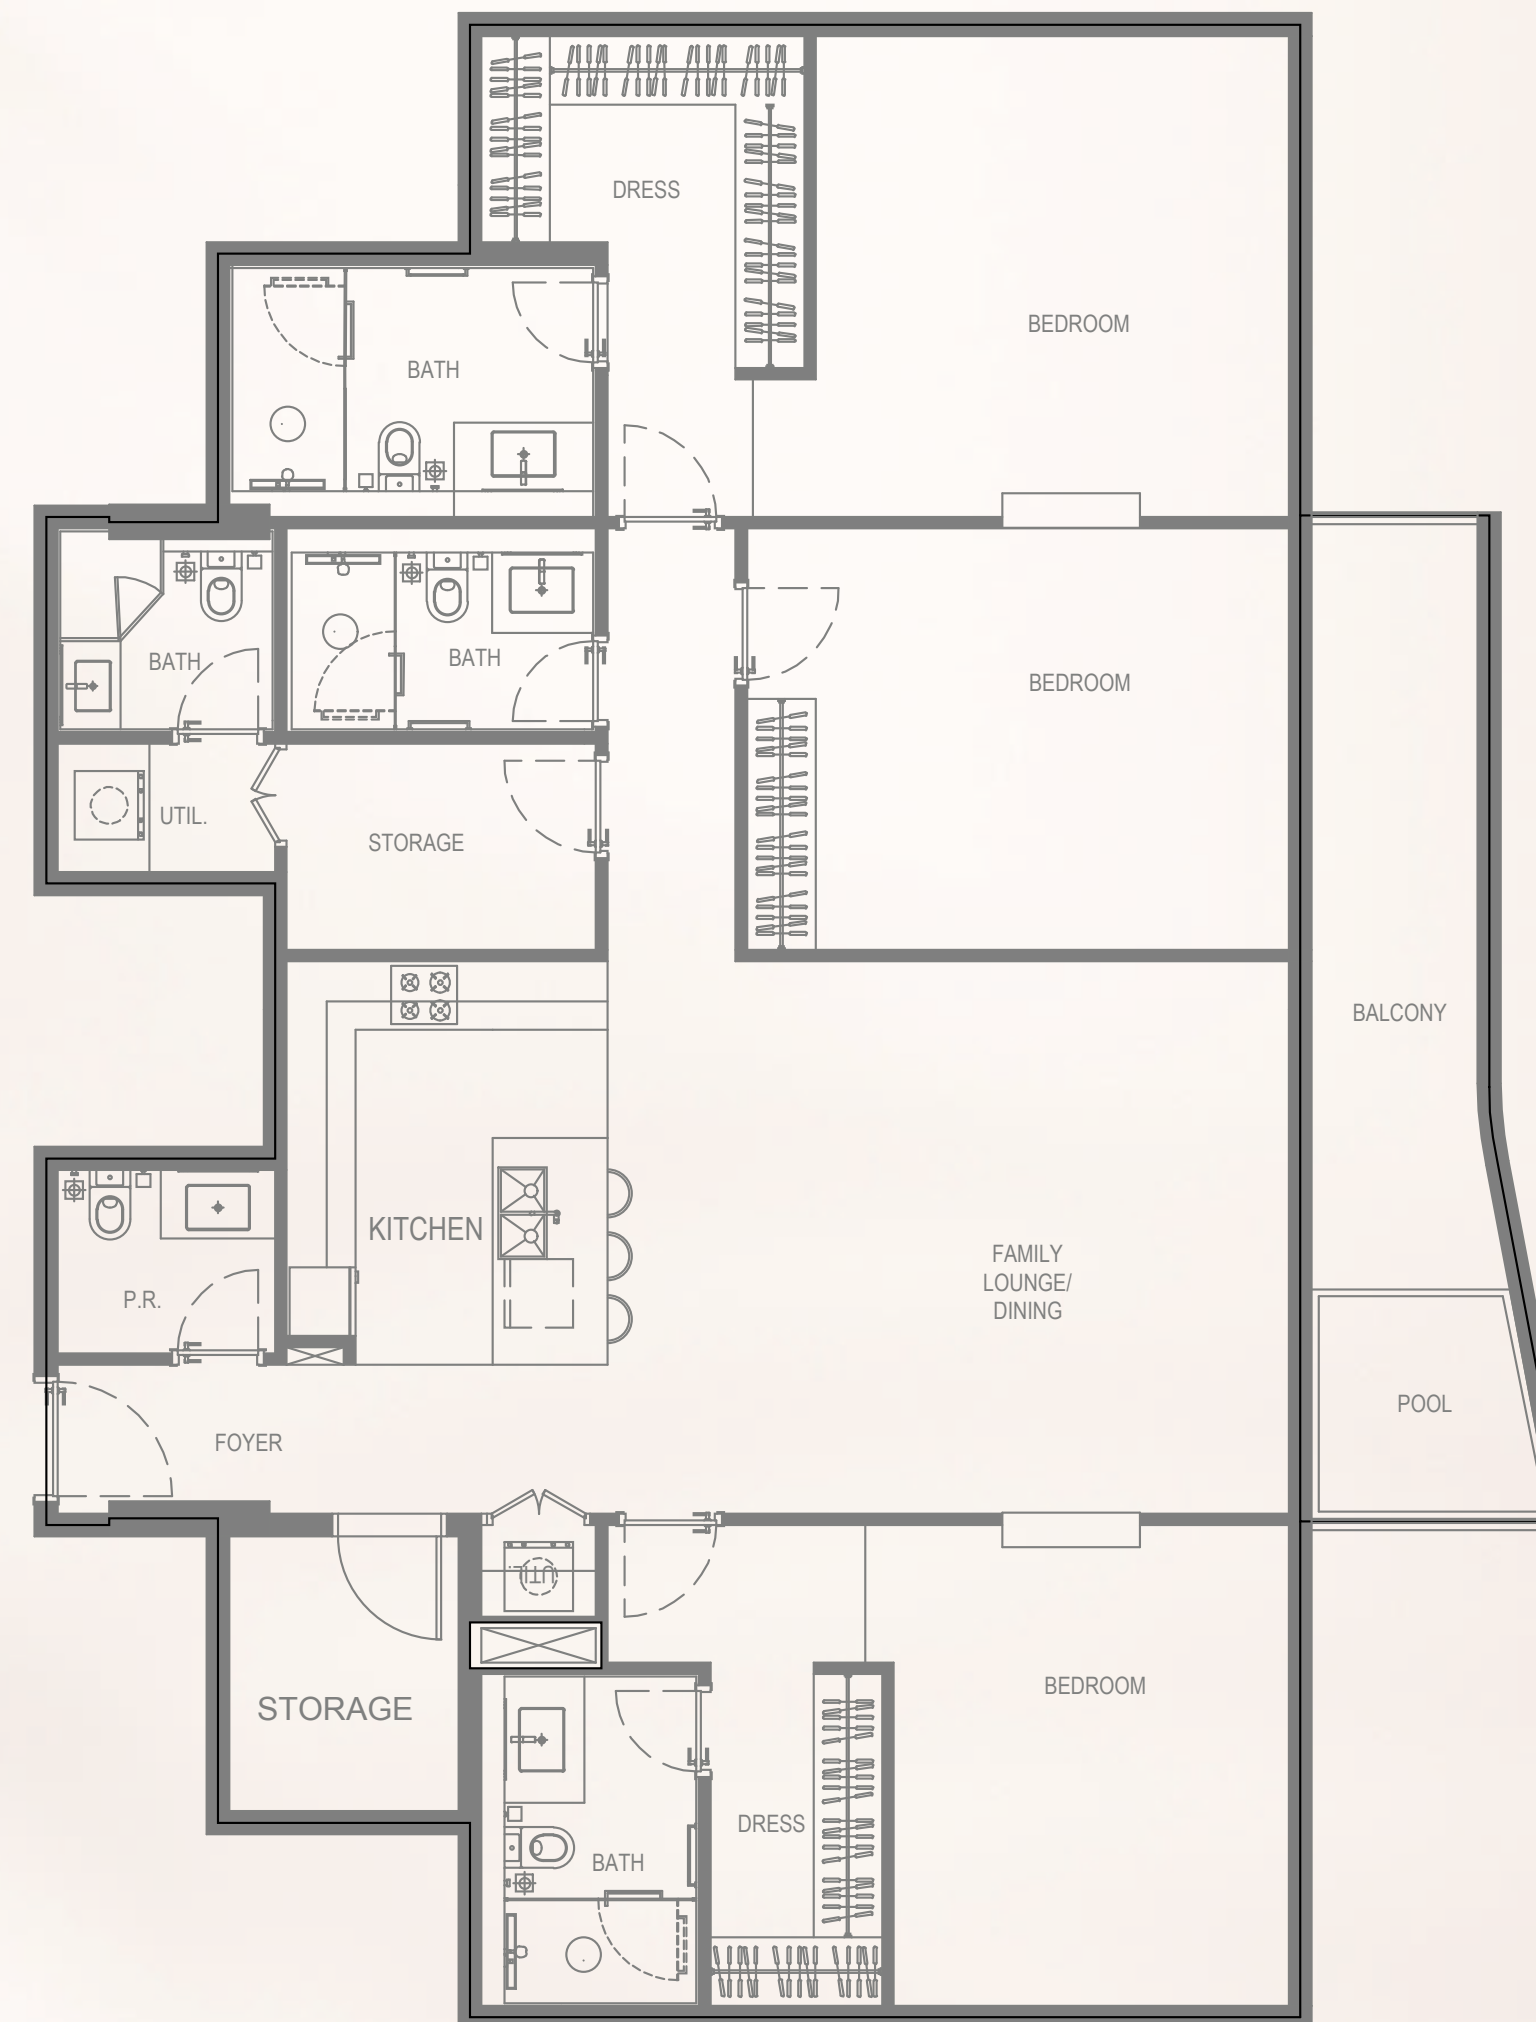 DRESS
BEDROOM
BATH
BATH
BATH
BEDROOM
UTIL.
STORAGE
BALCONY
KITCHEN
FAMILY
LOUNGE/
DINING
P.R.
POOL
FOYER
UTIL.
STORAGE
BEDROOM
DRESS
BATH